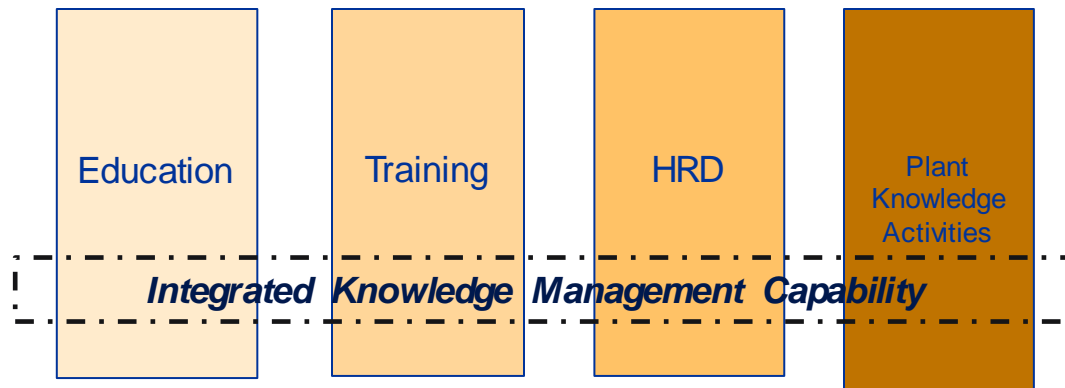 Education
Training
HRD
Plant
Knowledge
Activities
Integrated Knowledge Management Capability